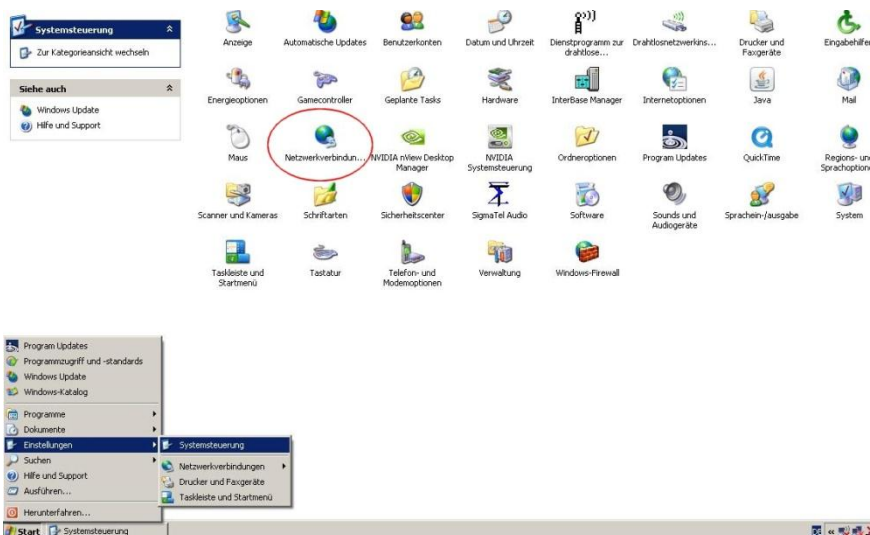 Systemsteuerung
Zur Kategorieansicht wechseln
Siehe auch
Windows Update
Hilfe und Support
Anzeige
Automatische Updates
Benutzerkonten
Datum und Uhrzeit
Dienstprogramm zur
drahtlose...
Drahtlosnetzwerkins...
Drucker und
Faxgeräte
Eingabehilfen
Energieoptionen
Gamecontroller
Geplante Tasks
Hardware
InterBase Manager
Internetoptionen
Java
Mail
Maus
Netzwerkverbindun...
NVIDIA nView Desktop
Manager
NVIDIA
Systemsteuerung
Ordneroptionen
Program Updates
QuickTime
Regions- und
Sprachoptionen
Scanner und Kameras
Schriftarten
Sicherheitscenter
SigmaTel Audio
Software
Sounds und
Audiogeräte
Sprachein-/ausgabe
System
Taskleiste und
Startmenü
Tastatur
Telefon- und
Modemoptionen
Verwaltung
Windows-Firewall
Program Updates
Programmzugriff und -standards
Windows Update
Windows-Katalog
Programme
Dokumente
Einstellungen
Suchen
Hilfe und Support
Ausführen...
Herunterfahren...
Systemsteuerung
Netzwerkverbindungen
Drucker und Faxgeräte
Taskleiste und Startmenü
Start
Systemsteuerung
DE